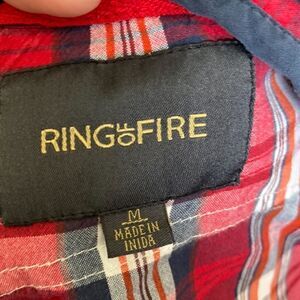 RING OF FIRE
M
MADE IN
INIDA